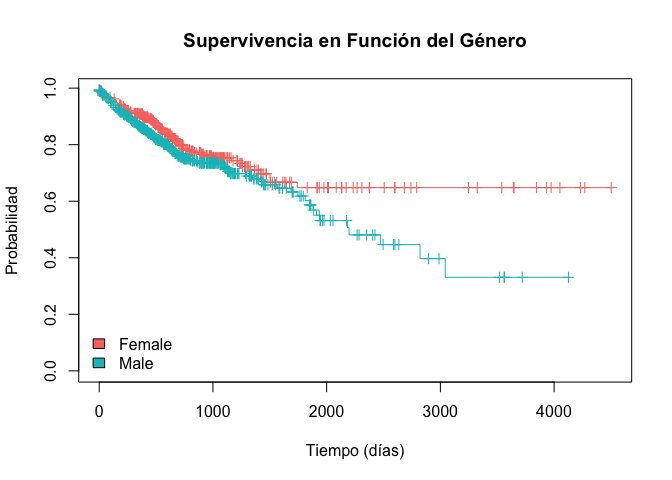 Supervivencia en Función del Género
Probabilidad
1.0
0.8
0.6
0.4
0.2
0.0
Female
Male
0 1000 2000 3000 4000
Tiempo (días)